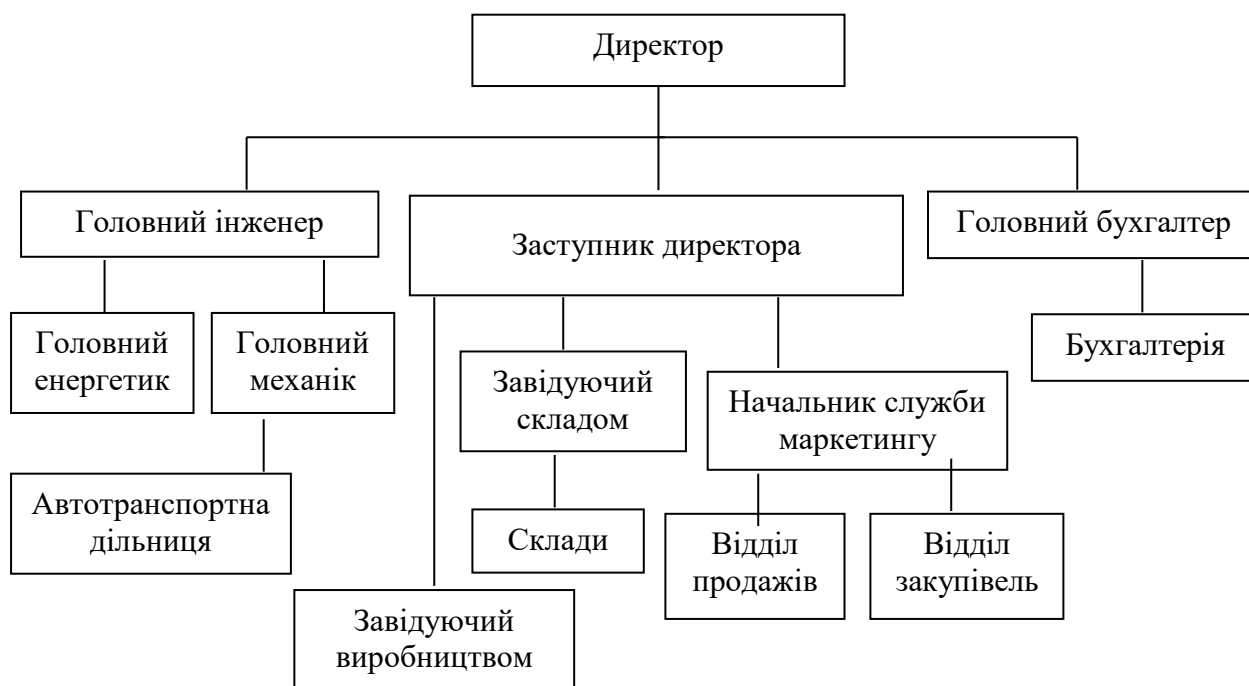 Директор
Головний інженер
Заступник директора
Головний бухгалтер
Головний
енергетик
Головний
механік
Завідуючий
складом
Начальник служби
маркетингу
Бухгалтерія
Автотранспортна
дільниця
Склади
Відділ
продажів
Відділ
закупівель
Завідуючий
виробництвом